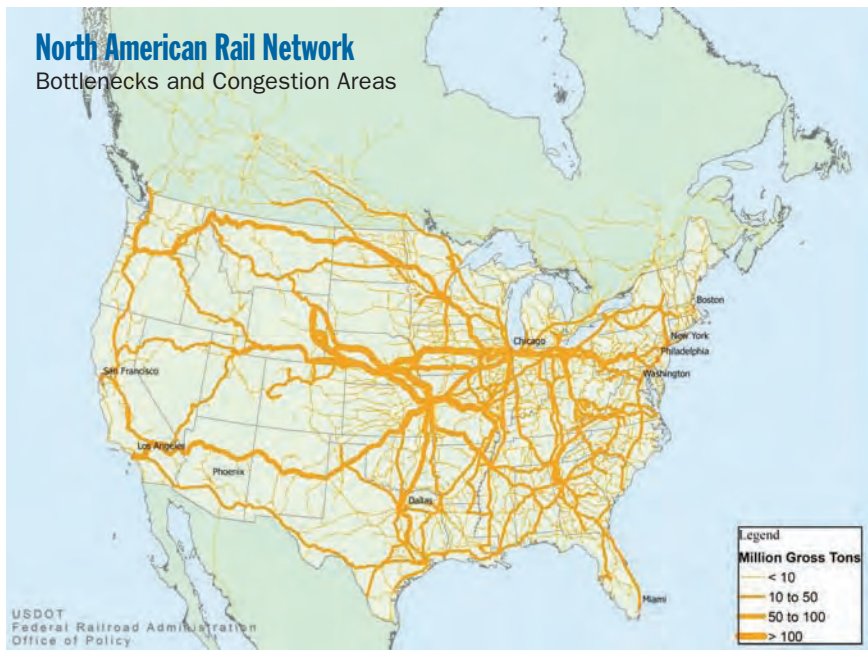 North American Rail Network
Bottlenecks and Congestion Areas
Boston
New York
Chicago
Philadelphia
Washington
San Francisco
Los Angeles
Phoenix
Dallas
Miami
Legend
Million Gross Tons
< 10
10 to 50
50 to 100
> 100
USDOT
Federal Railroad Administration
Office of Policy